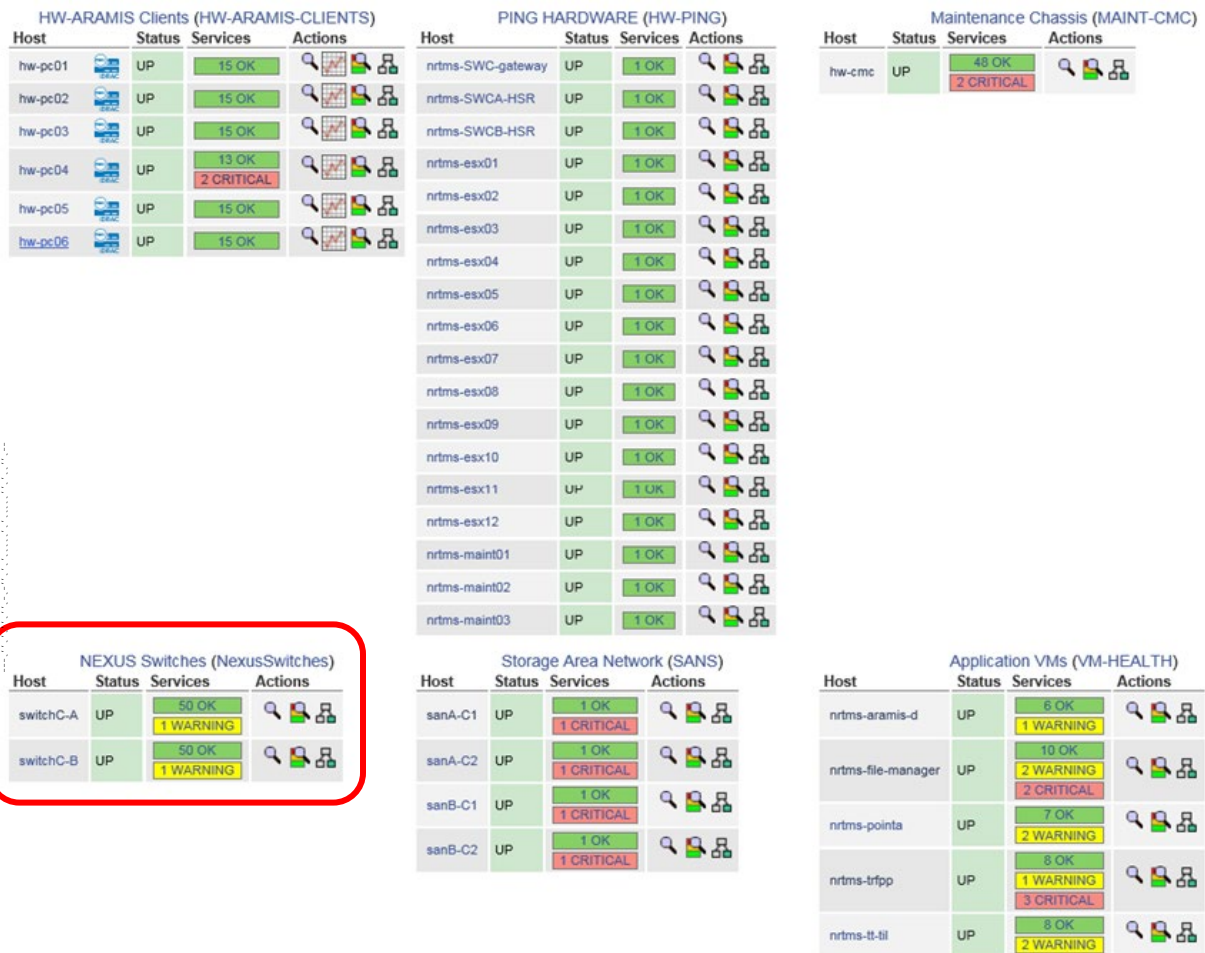 HW-ARAMIS Clients (HW-ARAMIS-CLIENTS)
Host Status Services Actions
hw-pc01 iDRAC UP 15 OK
hw-pc02 iDRAC UP 15 OK
hw-pc03 iDRAC UP 15 OK
hw-pc04 iDRAC UP 13 OK
2 CRITICAL
hw-pc05 iDRAC UP 15 OK
hw-pc06 iDRAC UP 15 OK
PING HARDWARE (HW-PING)
Host Status Services Actions
nrtms-SWC-gateway UP 1 OK
nrtms-SWCA-HSR UP 1 OK
nrtms-SWCB-HSR UP 1 OK
nrtms-esx01 UP 1 OK
nrtms-esx02 UP 1 OK
nrtms-esx03 UP 1 OK
nrtms-esx04 UP 1 OK
nrtms-esx05 UP 1 OK
nrtms-esx06 UP 1 OK
nrtms-esx07 UP 1 OK
nrtms-esx08 UP 1 OK
nrtms-esx09 UP 1 OK
nrtms-esx10 UP 1 OK
nrtms-esx11 UP 1 OK
nrtms-esx12 UP 1 OK
nrtms-maint01 UP 1 OK
nrtms-maint02 UP 1 OK
nrtms-maint03 UP 1 OK
Maintenance Chassis (MAINT-CMC)
Host Status Services Actions
hw-cmc UP 48 OK
2 CRITICAL
NEXUS Switches (NexusSwitches)
Host Status Services Actions
switchC-A UP 50 OK
1 WARNING
switchC-B UP 50 OK
1 WARNING
Storage Area Network (SANS)
Host Status Services Actions
sanA-C1 UP 1 OK
1 CRITICAL
sanA-C2 UP 1 OK
1 CRITICAL
sanB-C1 UP 1 OK
1 CRITICAL
sanB-C2 UP 1 OK
1 CRITICAL
Application VMs (VM-HEALTH)
Host Status Services Actions
nrtms-aramis-d UP 6 OK
1 WARNING
nrtms-file-manager UP 10 OK
2 WARNING
2 CRITICAL
nrtms-pointa UP 7 OK
2 WARNING
nrtms-trfpp UP 8 OK
1 WARNING
3 CRITICAL
nrtms-tt-til UP 8 OK
2 WARNING